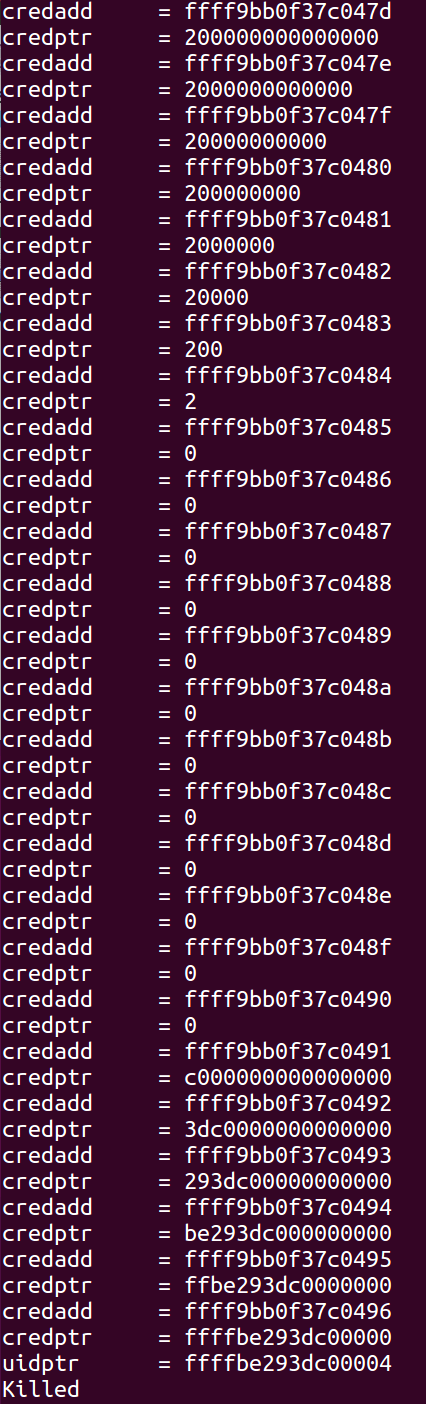 credadd = ffff9bb0f37c047d
credptr = 200000000000000
credadd = ffff9bb0f37c047e
credptr = 2000000000000
credadd = ffff9bb0f37c047f
credptr = 20000000000
credadd = ffff9bb0f37c0480
credptr = 200000000
credadd = ffff9bb0f37c0481
credptr = 2000000
credadd = ffff9bb0f37c0482
credptr = 20000
credadd = ffff9bb0f37c0483
credptr = 200
credadd = ffff9bb0f37c0484
credptr = 2
credadd = ffff9bb0f37c0485
credptr = 0
credadd = ffff9bb0f37c0486
credptr = 0
credadd = ffff9bb0f37c0487
credptr = 0
credadd = ffff9bb0f37c0488
credptr = 0
credadd = ffff9bb0f37c0489
credptr = 0
credadd = ffff9bb0f37c048a
credptr = 0
credadd = ffff9bb0f37c048b
credptr = 0
credadd = ffff9bb0f37c048c
credptr = 0
credadd = ffff9bb0f37c048d
credptr = 0
credadd = ffff9bb0f37c048e
credptr = 0
credadd = ffff9bb0f37c048f
credptr = 0
credadd = ffff9bb0f37c0490
credptr = 0
credadd = ffff9bb0f37c0491
credptr = c000000000000000
credadd = ffff9bb0f37c0492
credptr = 3dc0000000000000
credadd = ffff9bb0f37c0493
credptr = 293dc00000000000
credadd = ffff9bb0f37c0494
credptr = be293dc000000000
credadd = ffff9bb0f37c0495
credptr = ffbe293dc0000000
credadd = ffff9bb0f37c0496
credptr = ffffbe293dc00000
uidptr = ffffbe293dc00004
Killed